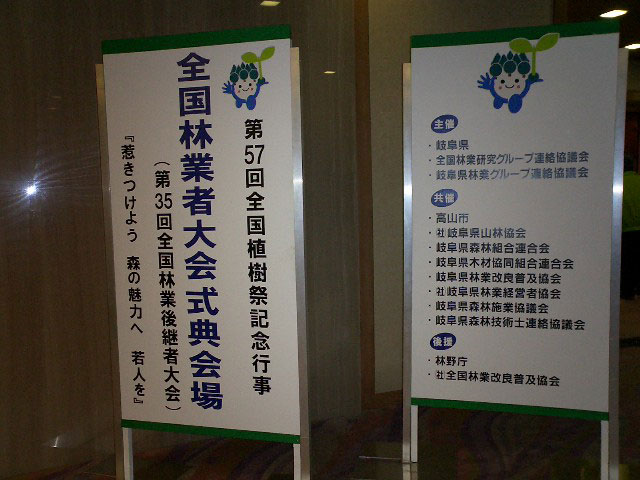 第57回全国植樹祭記念行事
全国林業者大会式典会場
（第35回全国林業後継者大会）
『惹きつけよう 森の魅力へ 若人を』
主催
・岐阜県
・全国林業研究グループ連絡協議会
・岐阜県林業グループ連絡協議会
共催
・高山市
・社岐阜県山林協会
・岐阜県森林組合連合会
・岐阜県木材協同組合連合会
・岐阜県林業改良普及協会
・社岐阜県林業経営者協会
・岐阜県森林施業協議会
・岐阜県森林技術士連絡協議会
後援
・林野庁
・社全国林業改良普及協会